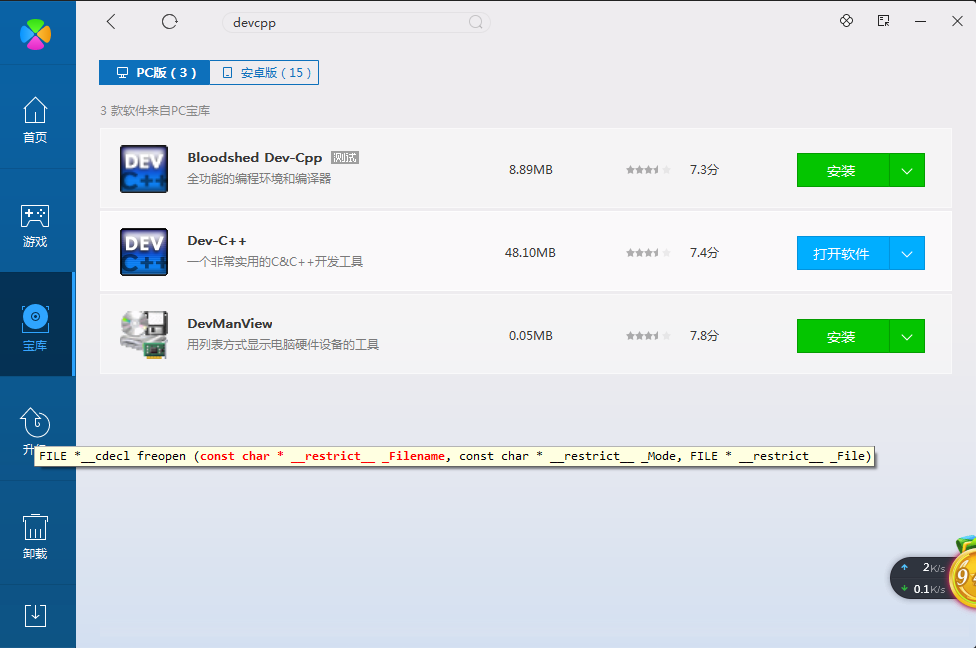 devcpp
PC版 ( 3 )
安卓版 ( 15 )
3 款软件来自PC宝库
首页
游戏
宝库
卸载
DEV
C++
Bloodshed Dev-Cpp 测试
全功能的编程环境和编译器
8.89MB
7.3分
安装
DEV
C++
Dev-C++
一个非常实用的C&C++开发工具
48.10MB
7.4分
打开软件
DevManView
用列表方式显示电脑硬件设备的工具
0.05MB
7.8分
安装
FILE *__cdecl freopen (const char * __restrict__ _Filename, const char * __restrict__ _Mode, FILE * __restrict__ _File)
2K/s
0.1K/s